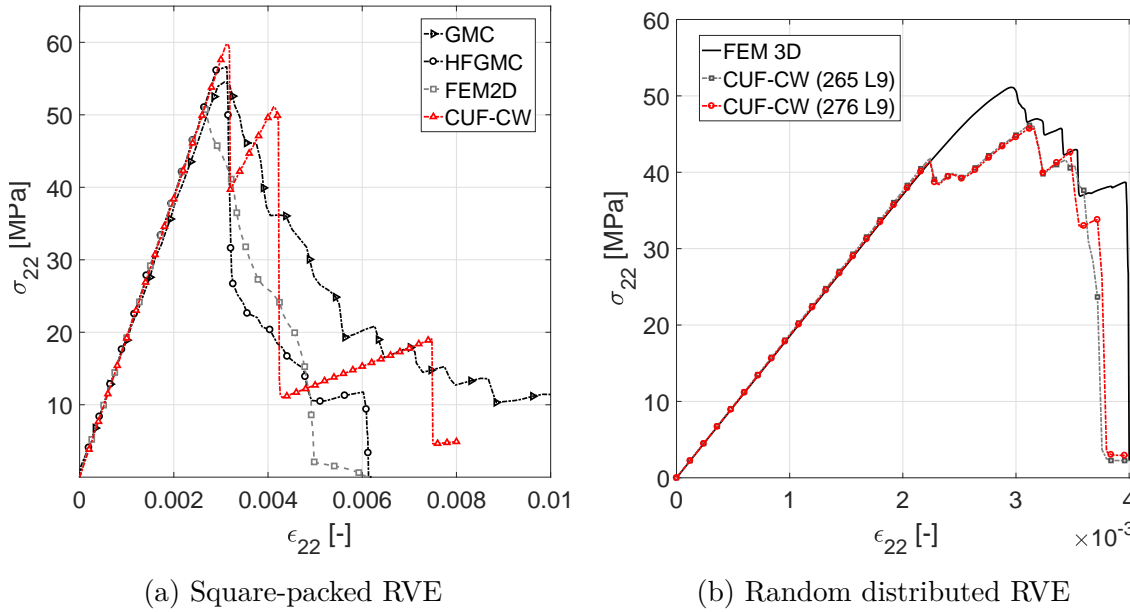 60
50
40
30
20
10
0
0.002
0.004
0.006
0.008
0.01
σ22 [MPa]
ϵ22 [-]
GMC
HFGMC
FEM2D
CUF-CW
(a) Square-packed RVE
60
50
40
30
20
10
0
0
1
2
3
4
×10-3
σ22 [MPa]
ϵ22 [-]
FEM 3D
CUF-CW (265 L9)
CUF-CW (276 L9)
(b) Random distributed RVE